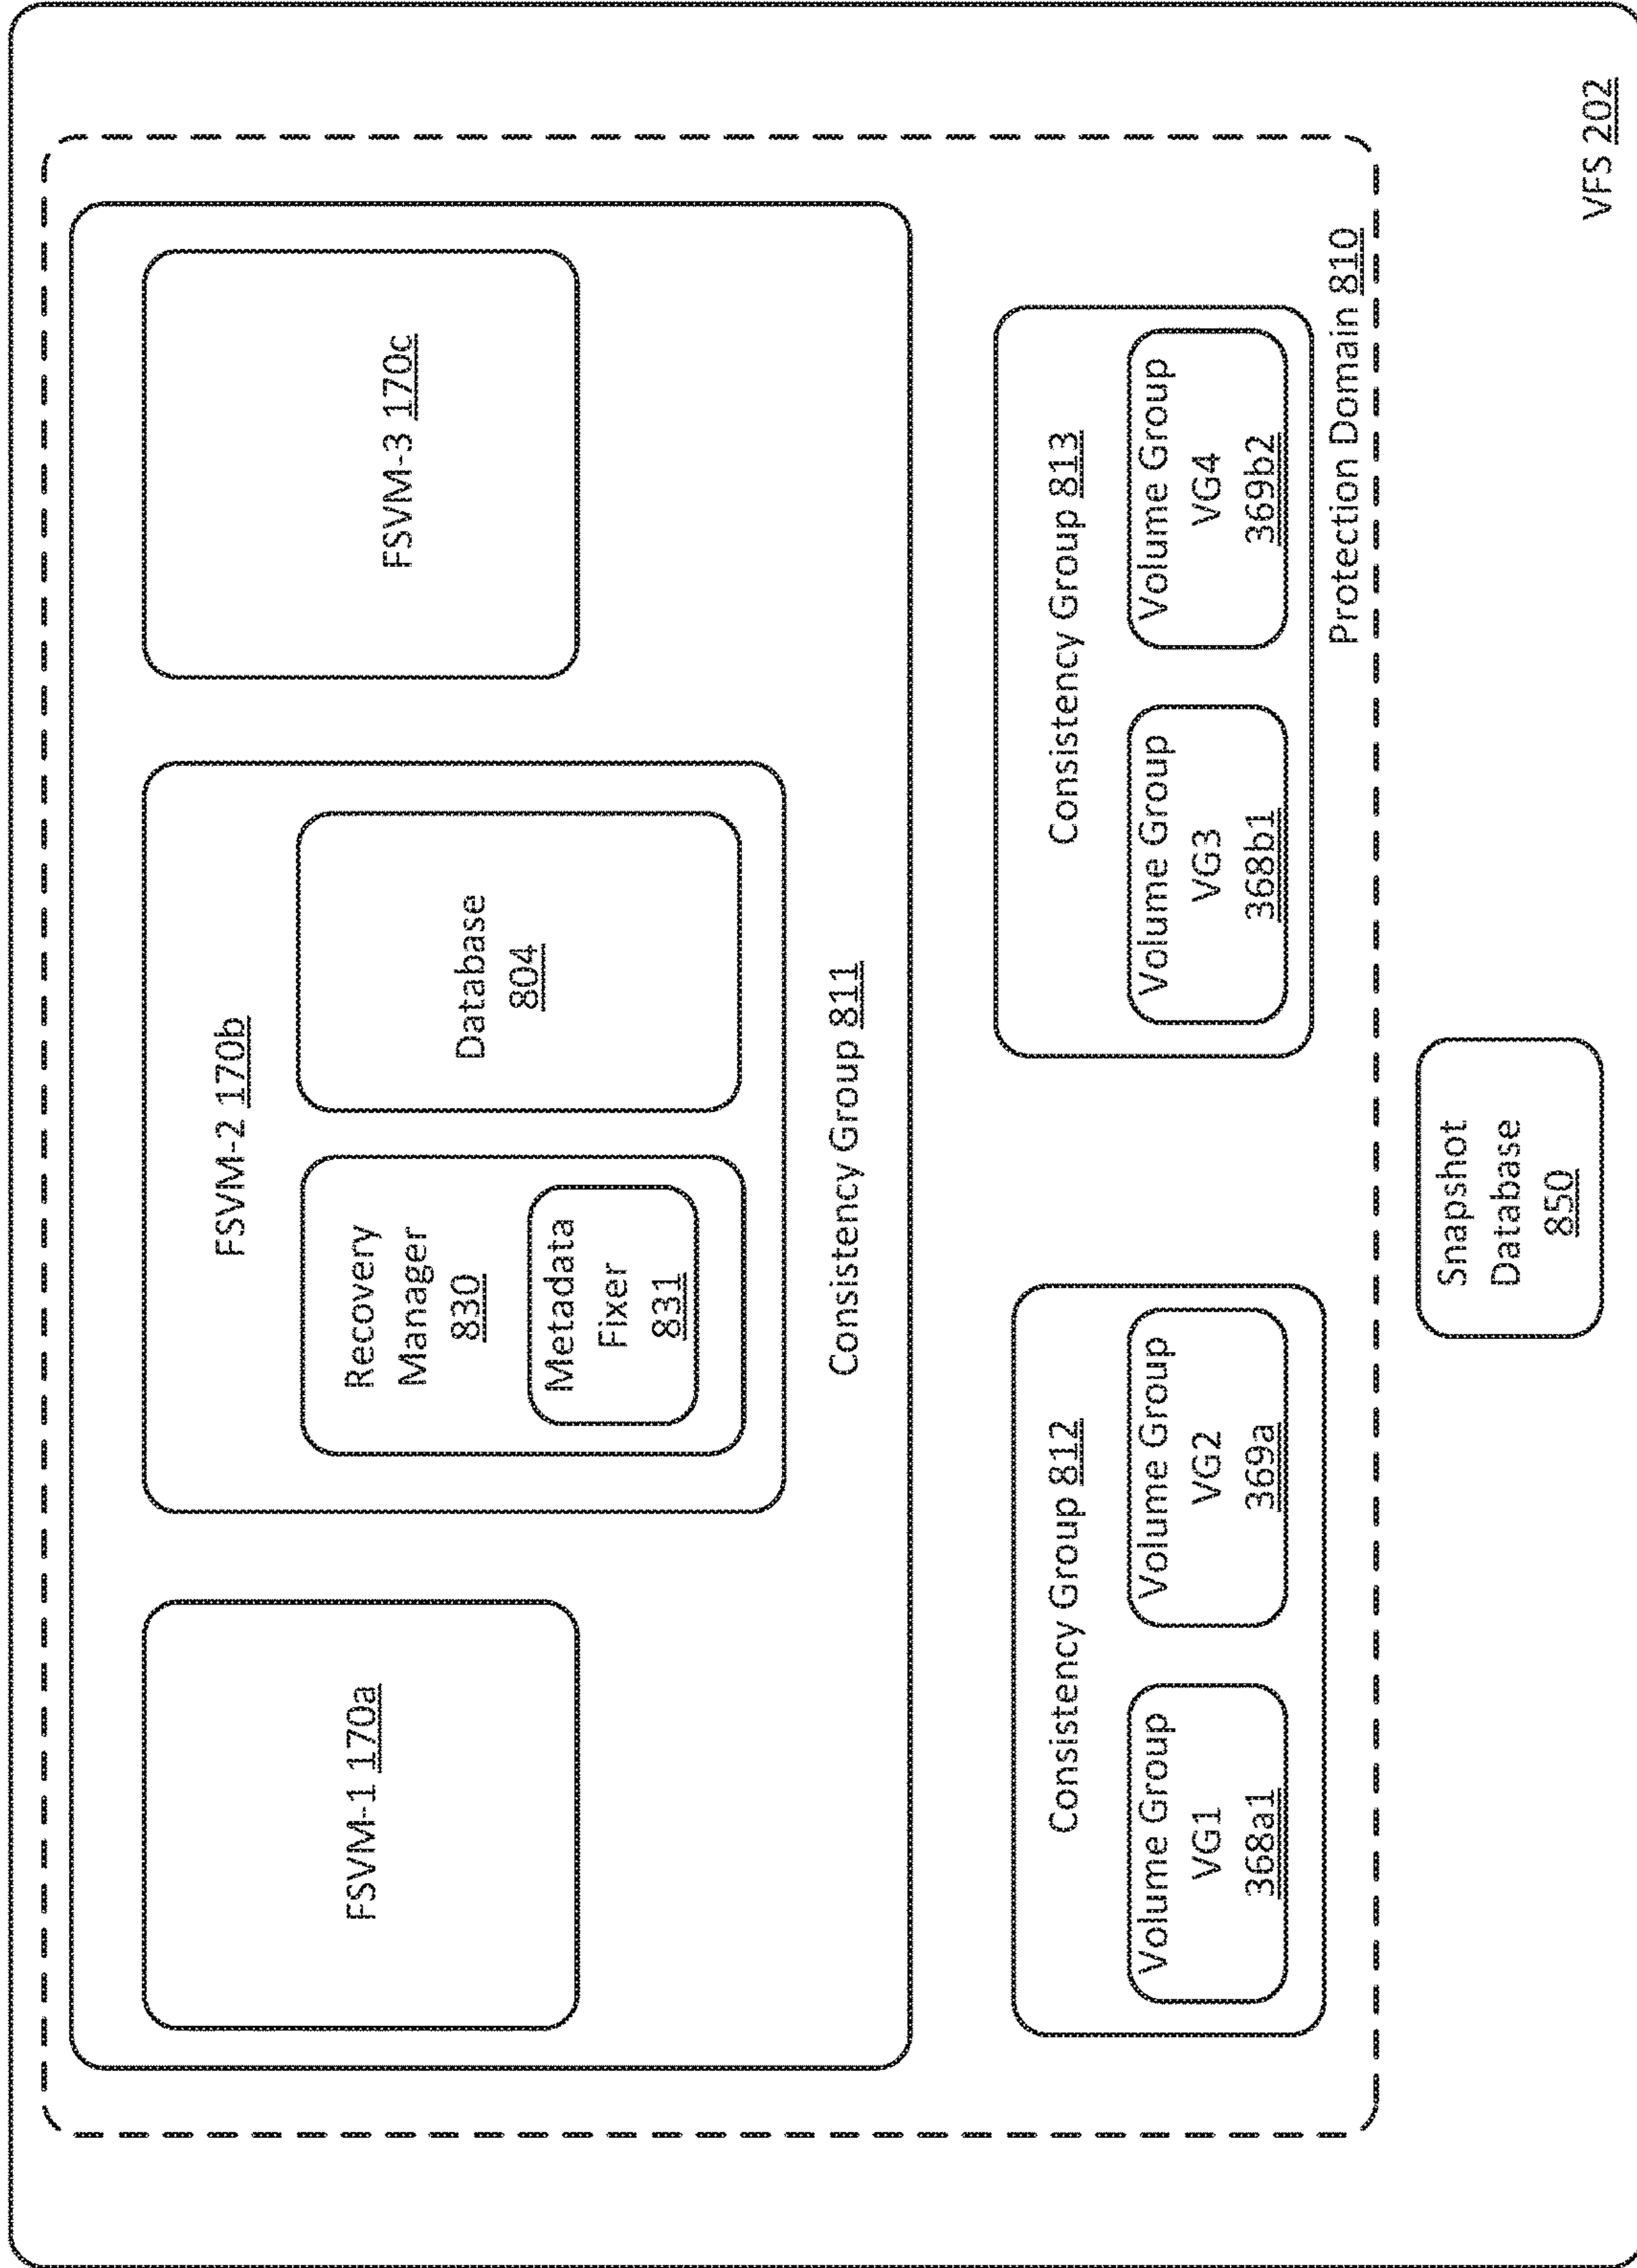 FSVM-1 170a
FSVM-2 170b
Recovery
Manager
830
Metadata
Fixer
831
Database
804
FSVM-3 170c
Consistency Group 811
Consistency Group 812
Volume Group
VG1
368a1
Volume Group
VG2
369a
Consistency Group 813
Volume Group
VG3
368b1
Volume Group
VG4
369b2
Protection Domain 810
Snapshot
Database
850
VFS 202